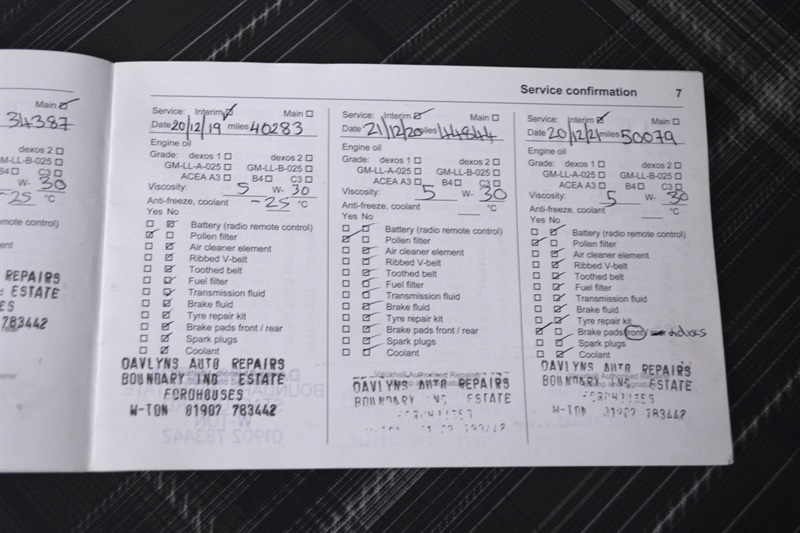 Main ☑
34387
dexos 2 ☐
GM-LL-B-025 ☐
B4 ☐ C3 ☐
W- 30
-25 °C
remote control)
REPAIRS
ESTATE
ES
783442
Service confirmation 7
Service: Interim ☑ Main ☐
Date 20/12/19 miles 40283
Engine oil
Grade: dexos 1 ☐ dexos 2 ☐
GM-LL-A-025 ☐ GM-LL-B-025 ☐
ACEA A3 ☐ B4 ☐ C3 ☐
Viscosity: 5 W- 30
Anti-freeze, coolant -25 °C
Yes No
☐ ☑ Battery (radio remote control)
☑ ☐ Pollen filter
☐ ☑ Air cleaner element
☐ ☑ Ribbed V-belt
☐ ☑ Toothed belt
☐ ☑ Fuel filter
☐ ☑ Transmission fluid
☐ ☑ Brake fluid
☐ ☑ Tyre repair kit
☐ ☑ Brake pads front / rear
☐ ☑ Spark plugs
☐ ☑ Coolant
OAVLYNS AUTO REPAIRS
BOUNDARY IND ESTATE
FORDHOUSES
W-TON 01902 783442
Service: Interim ☑ Main ☐
Date 21/12/20 miles 44844
Engine oil
Grade: dexos 1 ☐ dexos 2 ☐
GM-LL-A-025 ☐ GM-LL-B-025 ☐
ACEA A3 ☐ B4 ☐ C3 ☐
Viscosity: 5 W- 30
Anti-freeze, coolant °C
Yes No
☐ ☐ Battery (radio remote control)
☑ ☐ Pollen filter
☐ ☑ Air cleaner element
☐ ☑ Ribbed V-belt
☐ ☑ Toothed belt
☐ ☑ Fuel filter
☐ ☑ Transmission fluid
☐ ☑ Brake fluid
☐ ☑ Tyre repair kit
☐ ☑ Brake pads front / rear
☐ ☑ Spark plugs
☐ ☐ Coolant
OAVLYNS AUTO REPAIRS
BOUNDARY IND ESTATE
Service: Interim ☑ Main ☐
Date 20/12/21 miles 50079
Engine oil
Grade: dexos 1 ☐ dexos 2 ☐
GM-LL-A-025 ☐ GM-LL-B-025 ☐
ACEA A3 ☐ B4 ☐ C3 ☐
Viscosity: 5 W- 30
Anti-freeze, coolant °C
Yes No
☐ ☑ Battery (radio remote control)
☑ ☐ Pollen filter
☐ ☑ Air cleaner element
☐ ☑ Ribbed V-belt
☐ ☑ Toothed belt
☐ ☑ Fuel filter
☐ ☑ Transmission fluid
☐ ☑ Brake fluid
☐ ☑ Tyre repair kit
☑ ☐ Brake pads front /
☐ ☑ Spark plugs
☐ ☑ Coolant
OAVLYNS AUTO REPAIRS
BOUNDARY IND ESTATE
FORDHOUSES
W-TON 01902 783442